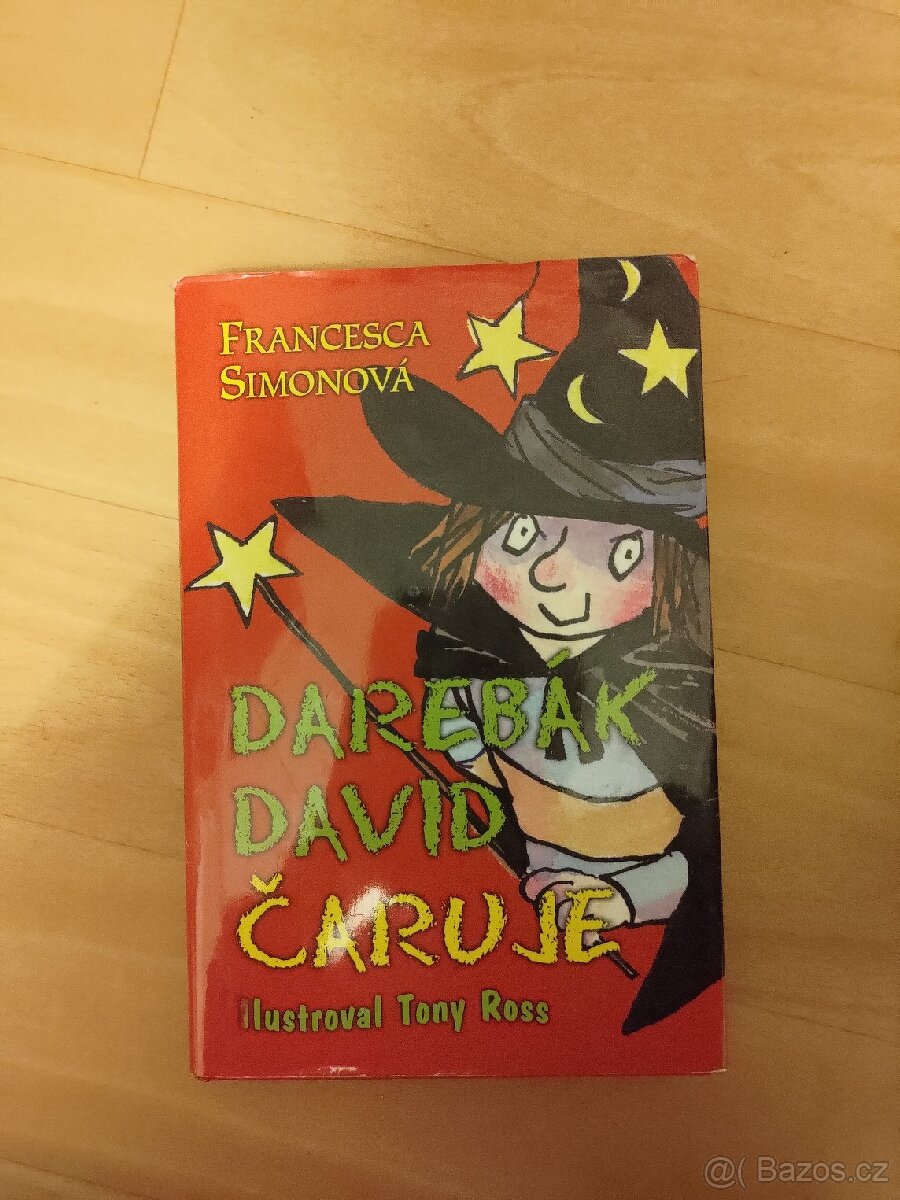 FRANCESCA
SIMONOVÁ
DAREBÁK
DAVID
ČARUJE
Ilustroval Tony Ross
@( Bazos.cz